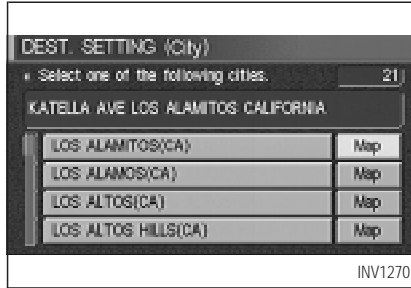 DEST. SETTING (City)
Select one of the following cities. 21
KATELLA AVE LOS ALAMITOS CALIFORNIA
LOS ALAMITOS(CA) Map
LOS ALAMOS(CA) Map
LOS ALTOS(CA) Map
LOS ALTOS HILLS(CA) Map
INV1270